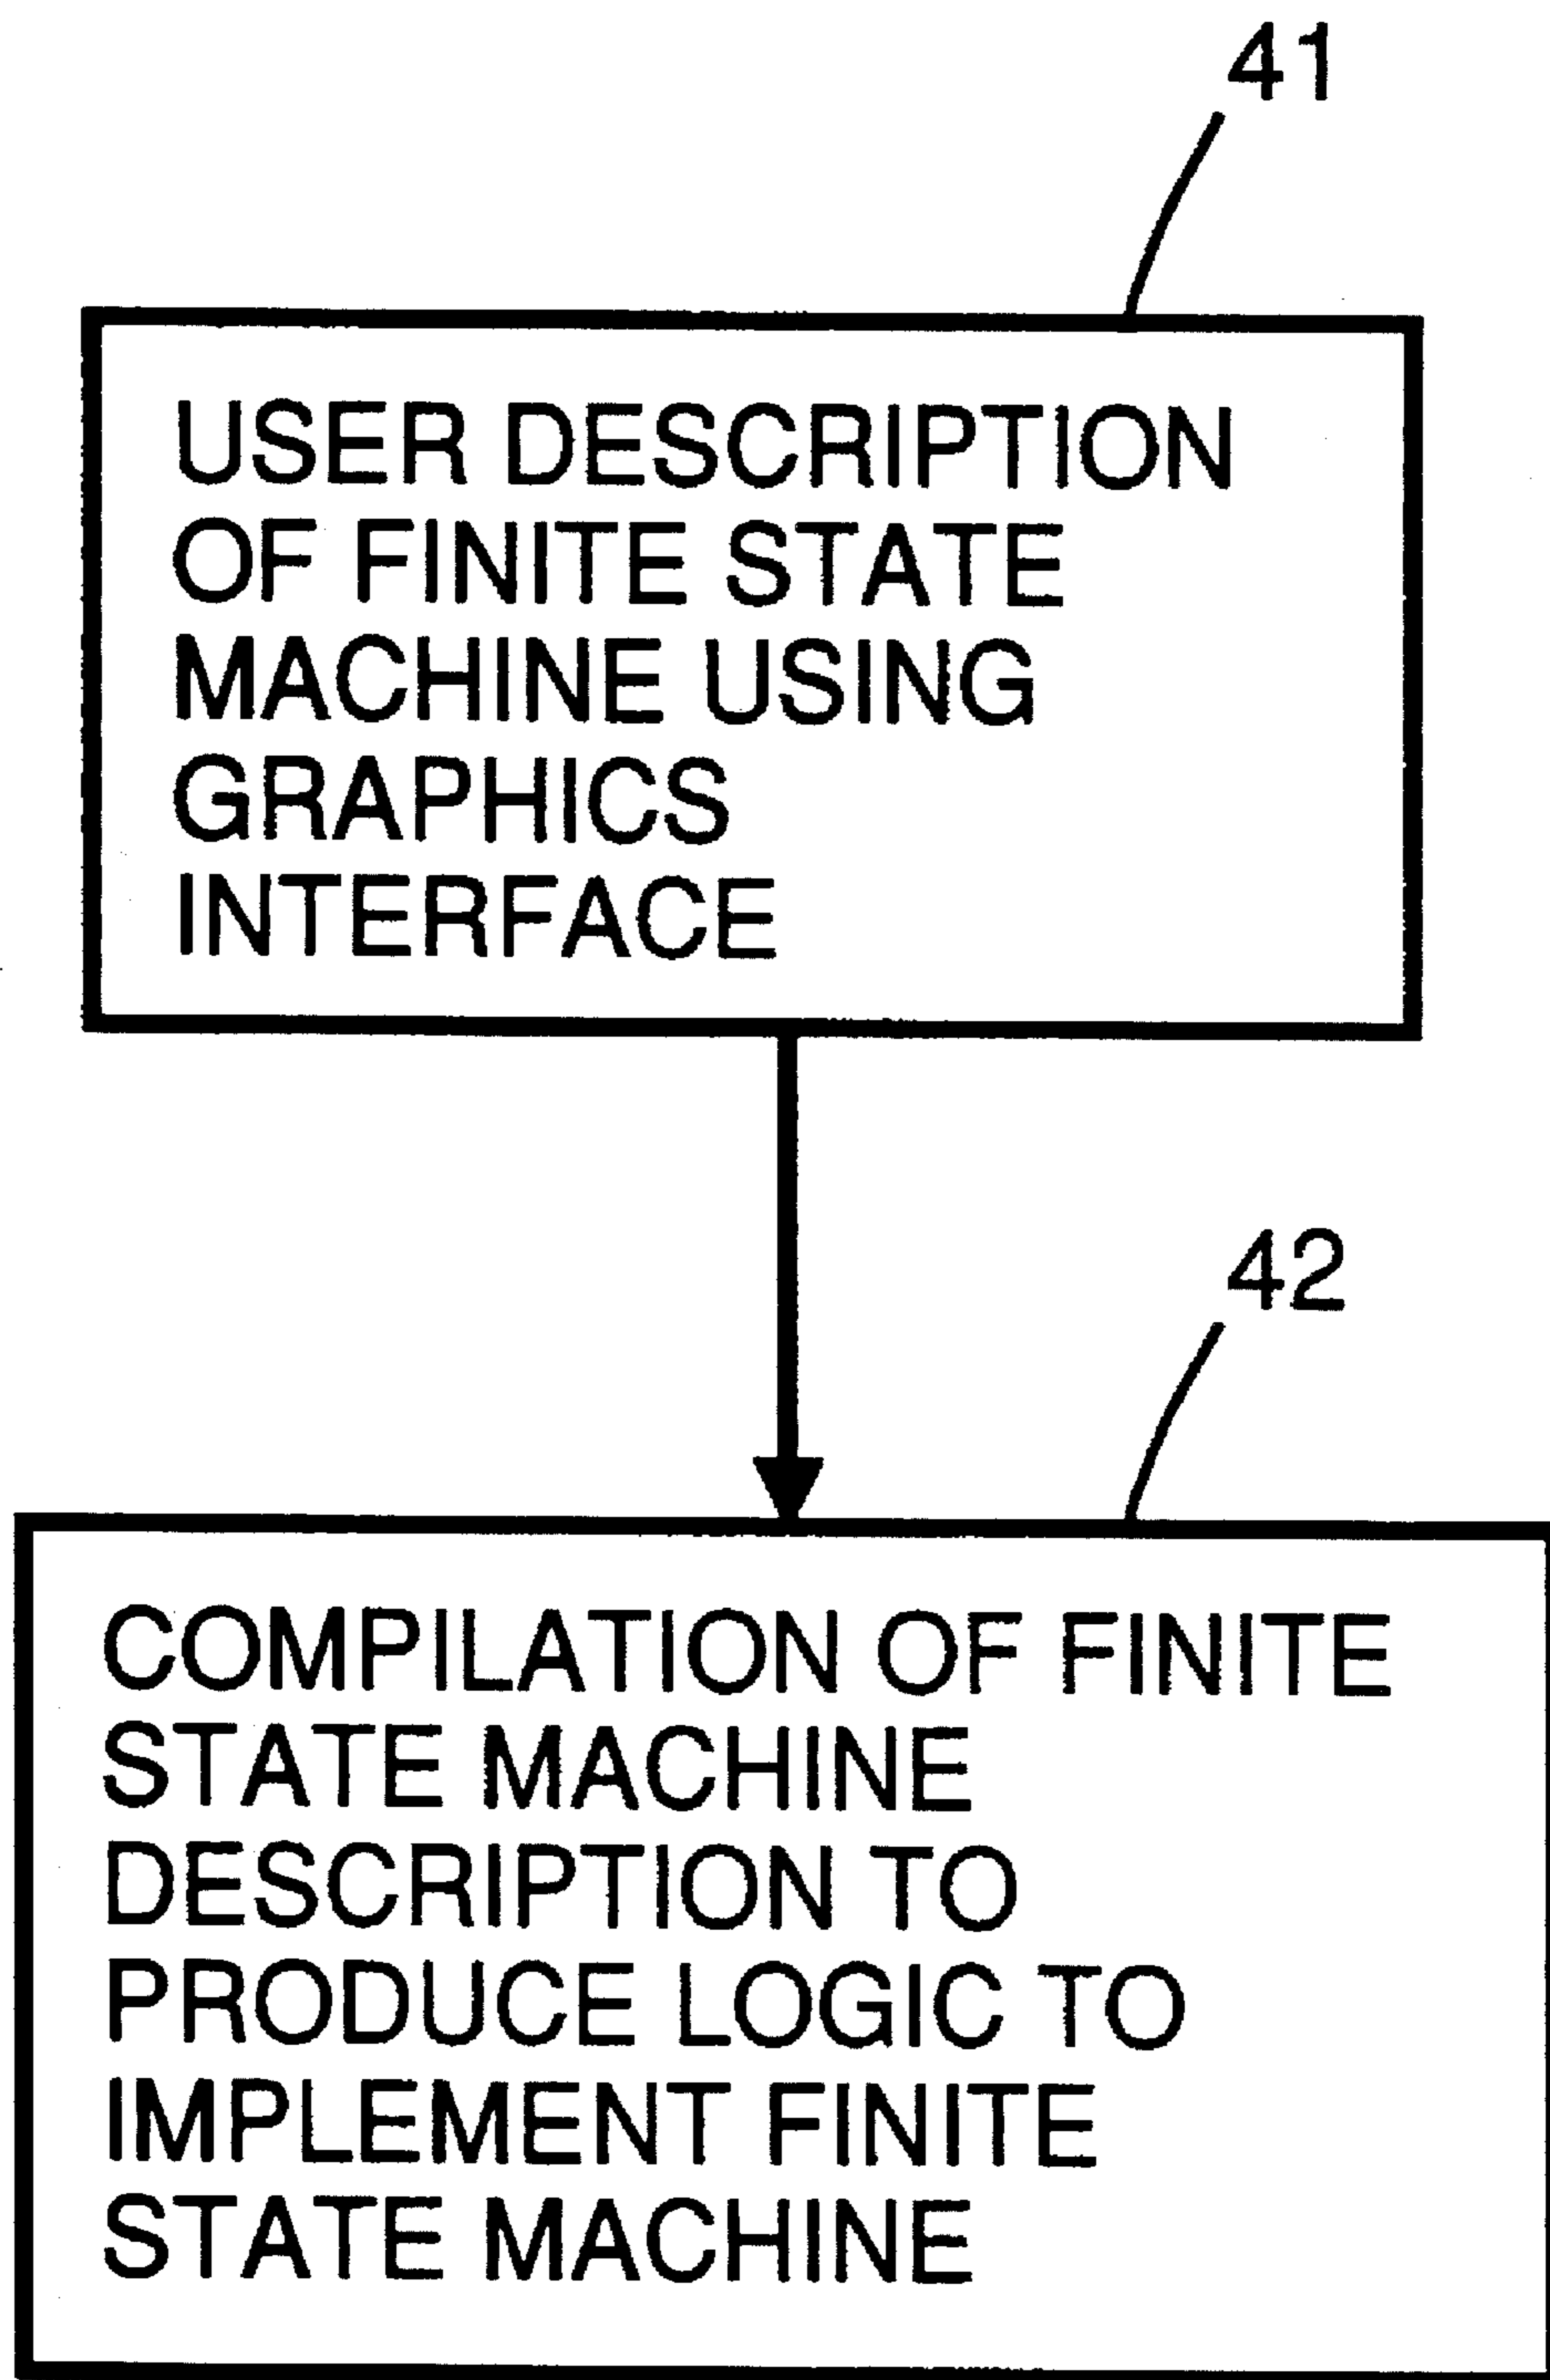 41
USER DESCRIPTION
OF FINITE STATE
MACHINE USING
GRAPHICS
INTERFACE
42
COMPILATION OF FINITE
STATE MACHINE
DESCRIPTION TO
PRODUCE LOGIC TO
IMPLEMENT FINITE
STATE MACHINE